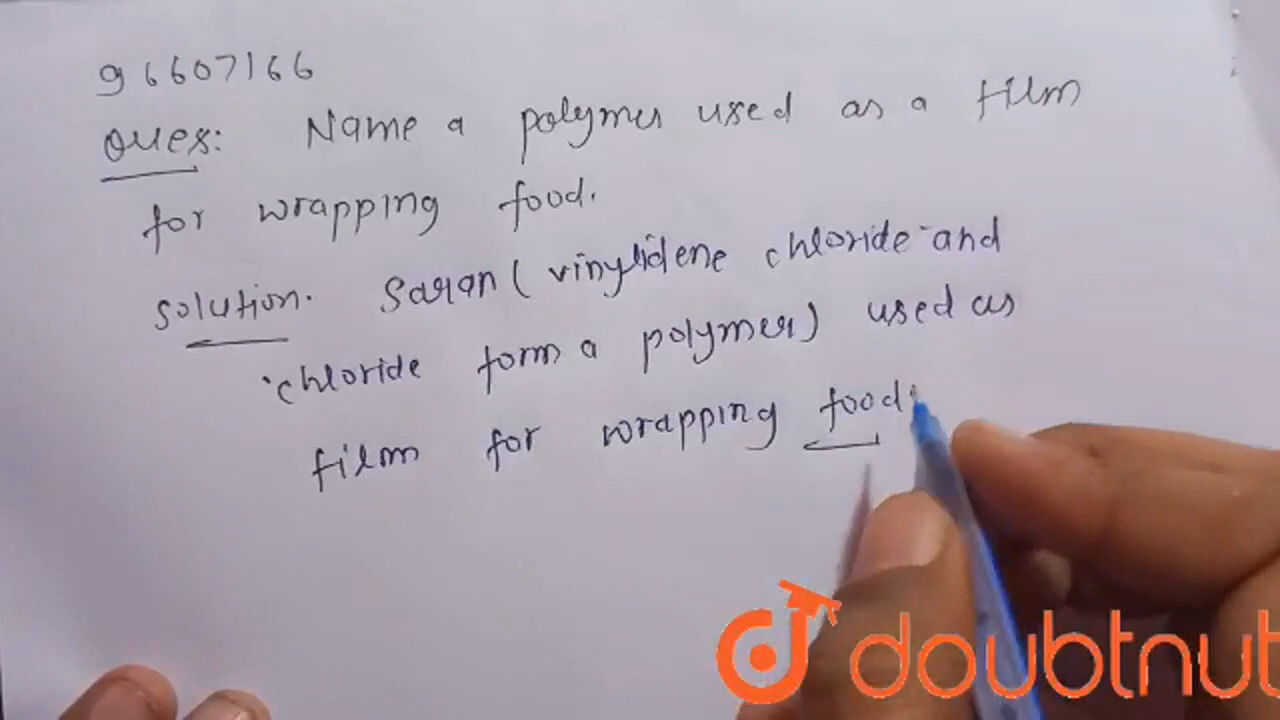 96607166
Ques: Name a polymer used as a film
for wrapping food.
Solution. Saran ( vinylidene chloride and
chloride form a polymer) used as
film for wrapping food.
doubtnut